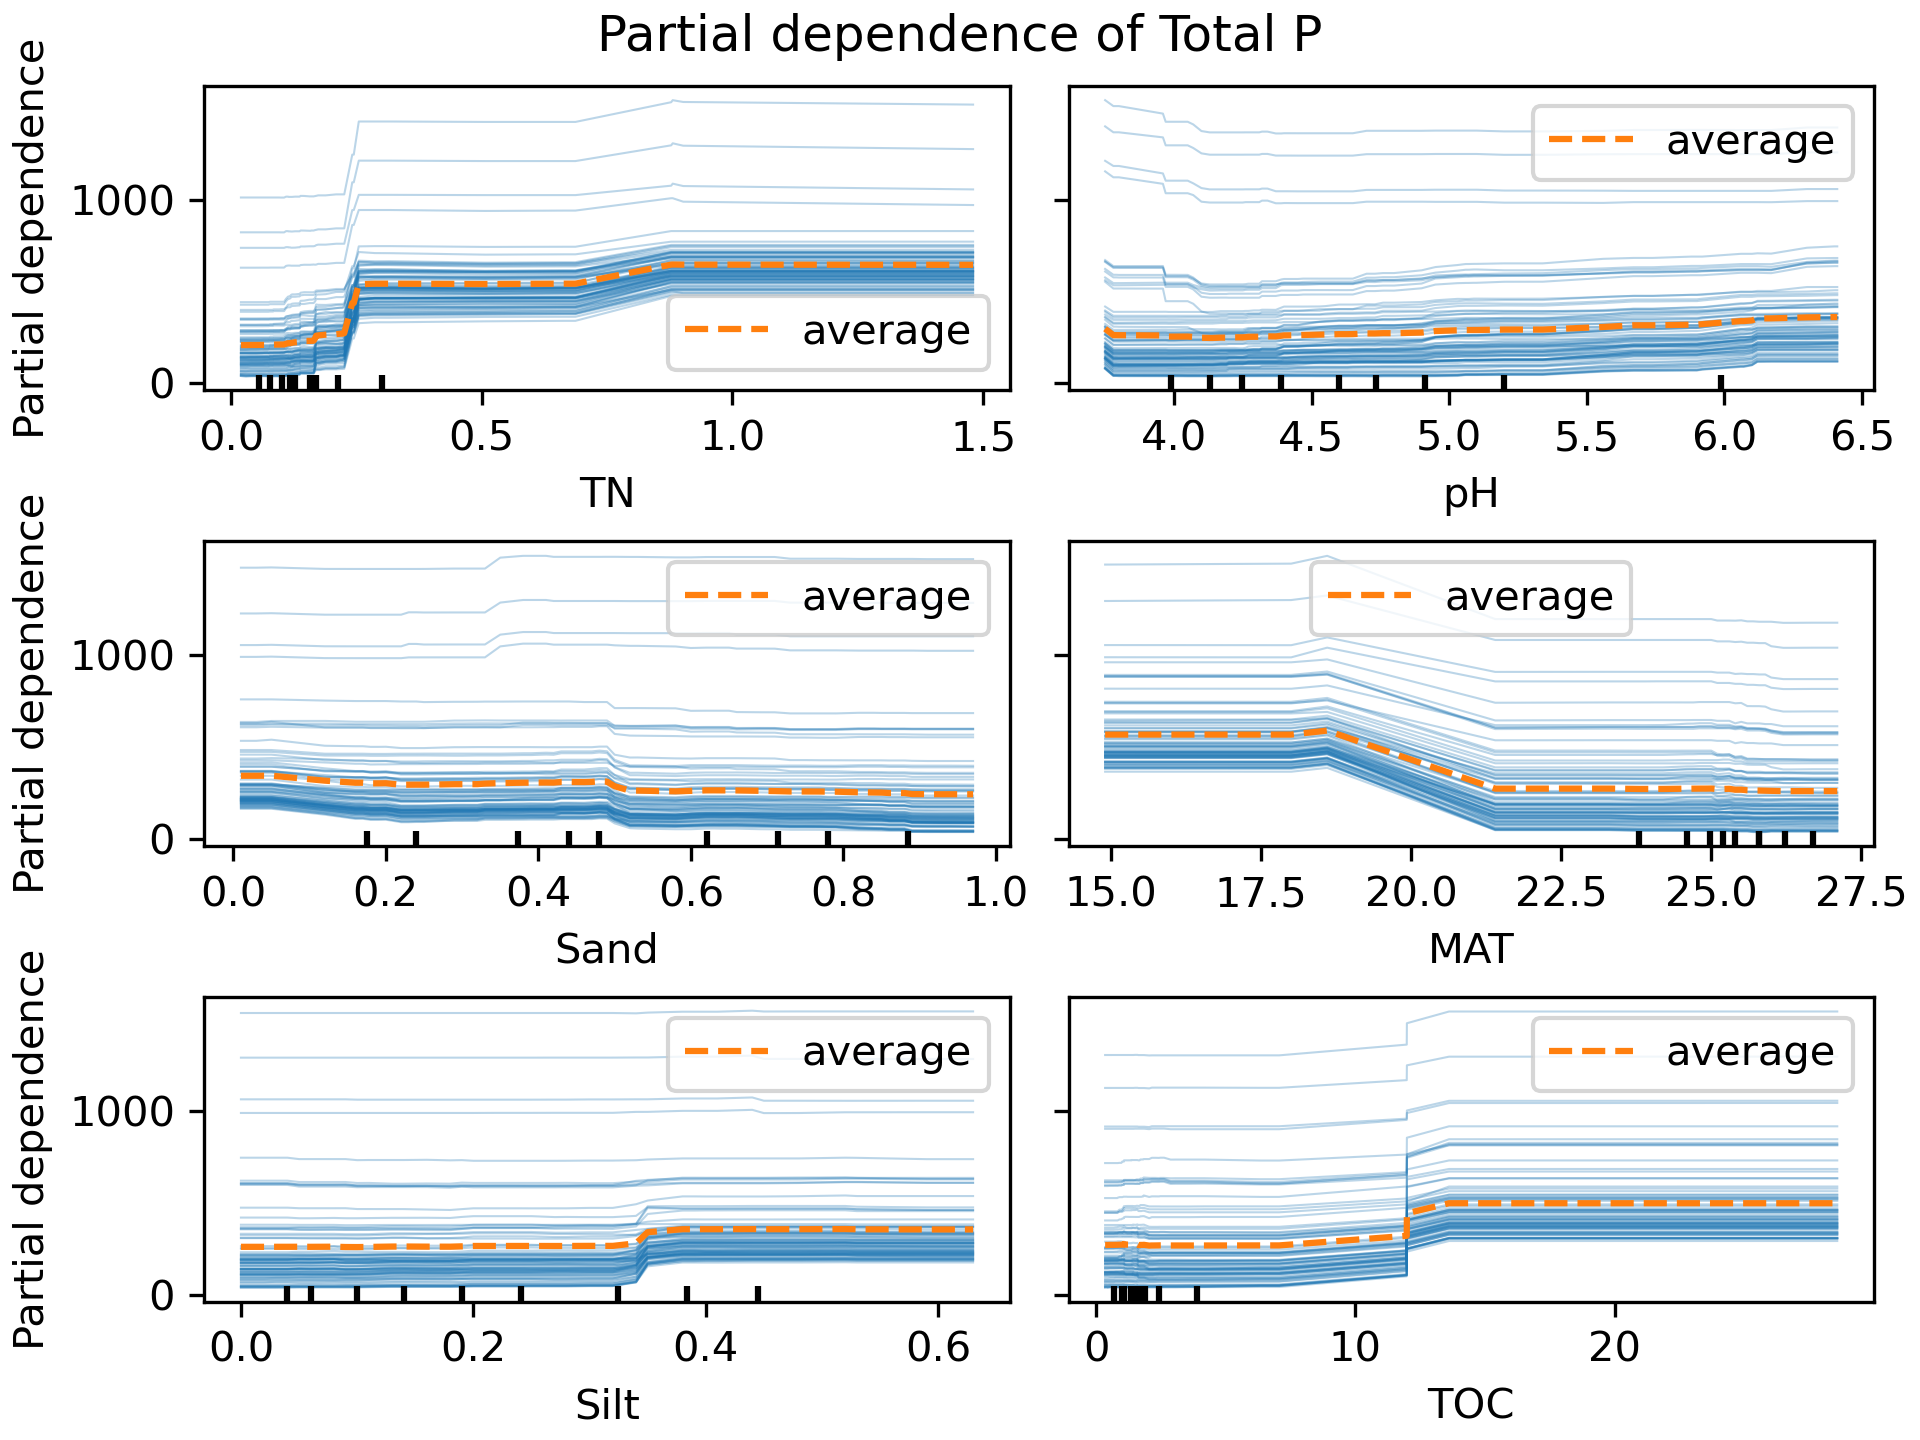 Partial dependence of Total P
Partial dependence
1000
0
average
0.0 0.5 1.0 1.5
TN
average
4.0 4.5 5.0 5.5 6.0 6.5
pH
Partial dependence
1000
0
average
0.0 0.2 0.4 0.6 0.8 1.0
Sand
average
15.0 17.5 20.0 22.5 25.0 27.5
MAT
Partial dependence
1000
0
average
0.0 0.2 0.4 0.6
Silt
average
0 10 20
TOC